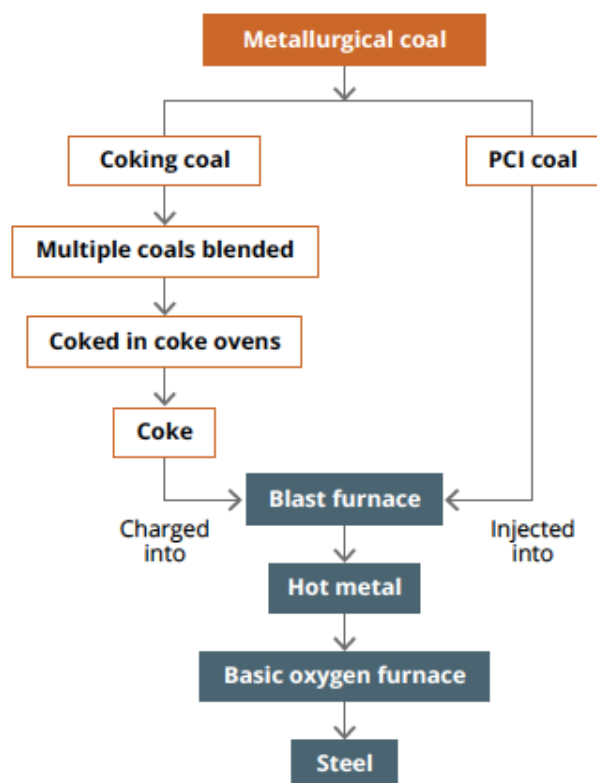 Metallurgical coal
Coking coal
PCI coal
Multiple coals blended
Coked in coke ovens
Coke
Blast furnace
Charged
into
Injected
into
Hot metal
Basic oxygen furnace
Steel